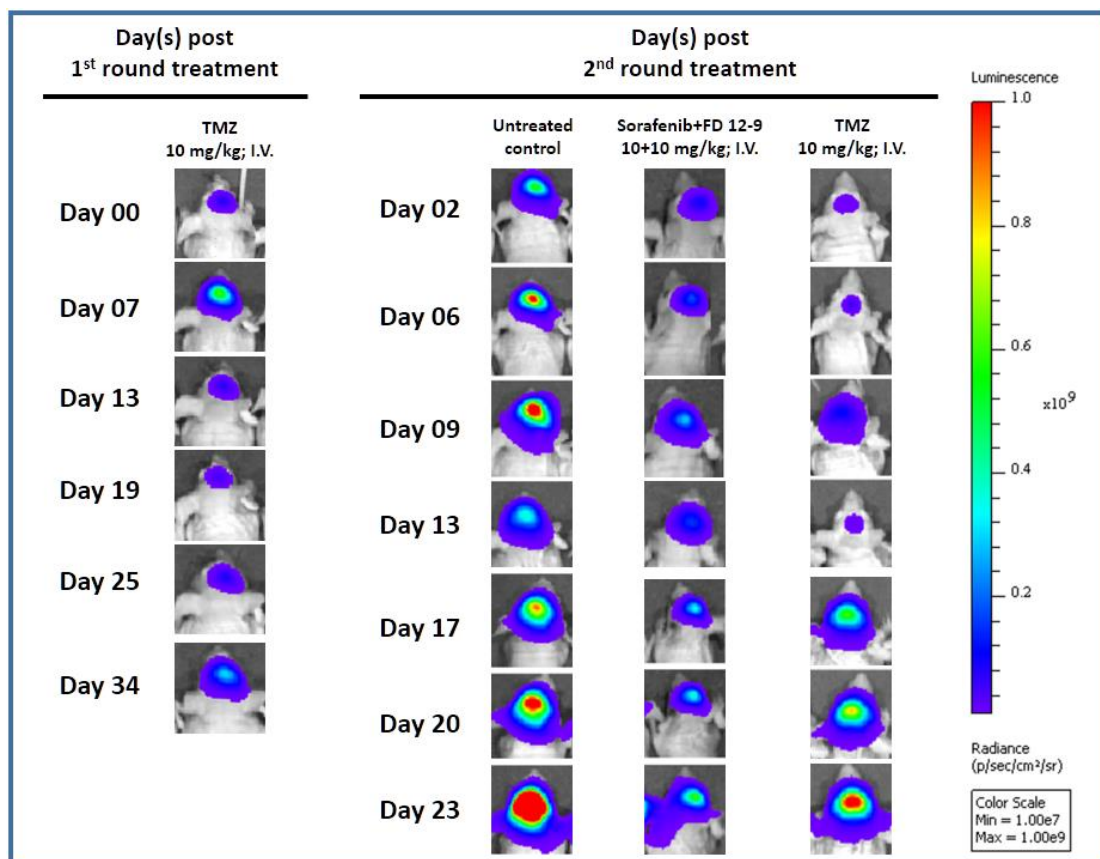 Day(s) post
1st round treatment
TMZ
10 mg/kg; I.V.
Day 00
Day 07
Day 13
Day 19
Day 25
Day 34
Day(s) post
2nd round treatment
Untreated
control
Sorafenib+FD 12-9
10+10 mg/kg; I.V.
TMZ
10 mg/kg; I.V.
Day 02
Day 06
Day 09
Day 13
Day 17
Day 20
Day 23
Luminescence
1.0
0.8
0.6
x10⁹
0.4
0.2
Radiance
(p/sec/cm²/sr)
Color Scale
Min = 1.00e7
Max = 1.00e9